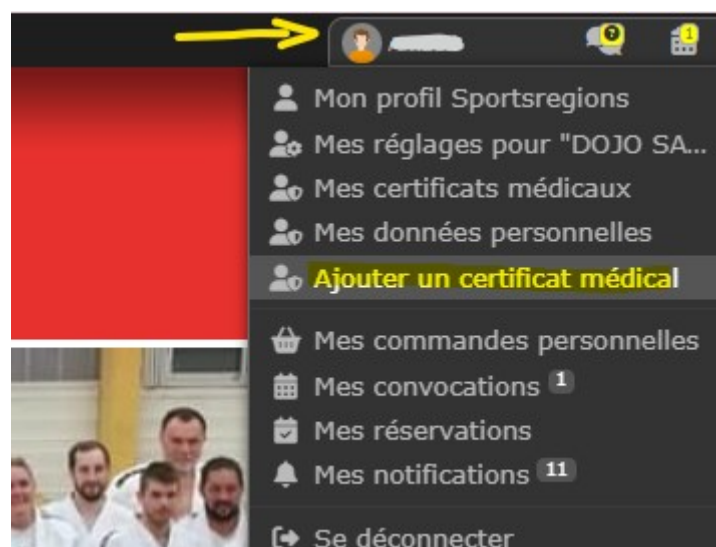 ?
1
Mon profil Sportsregions
Mes réglages pour "DOJO SA...
Mes certificats médicaux
Mes données personnelles
Ajouter un certificat médical
Mes commandes personnelles
Mes convocations 1
Mes réservations
Mes notifications 11
Se déconnecter